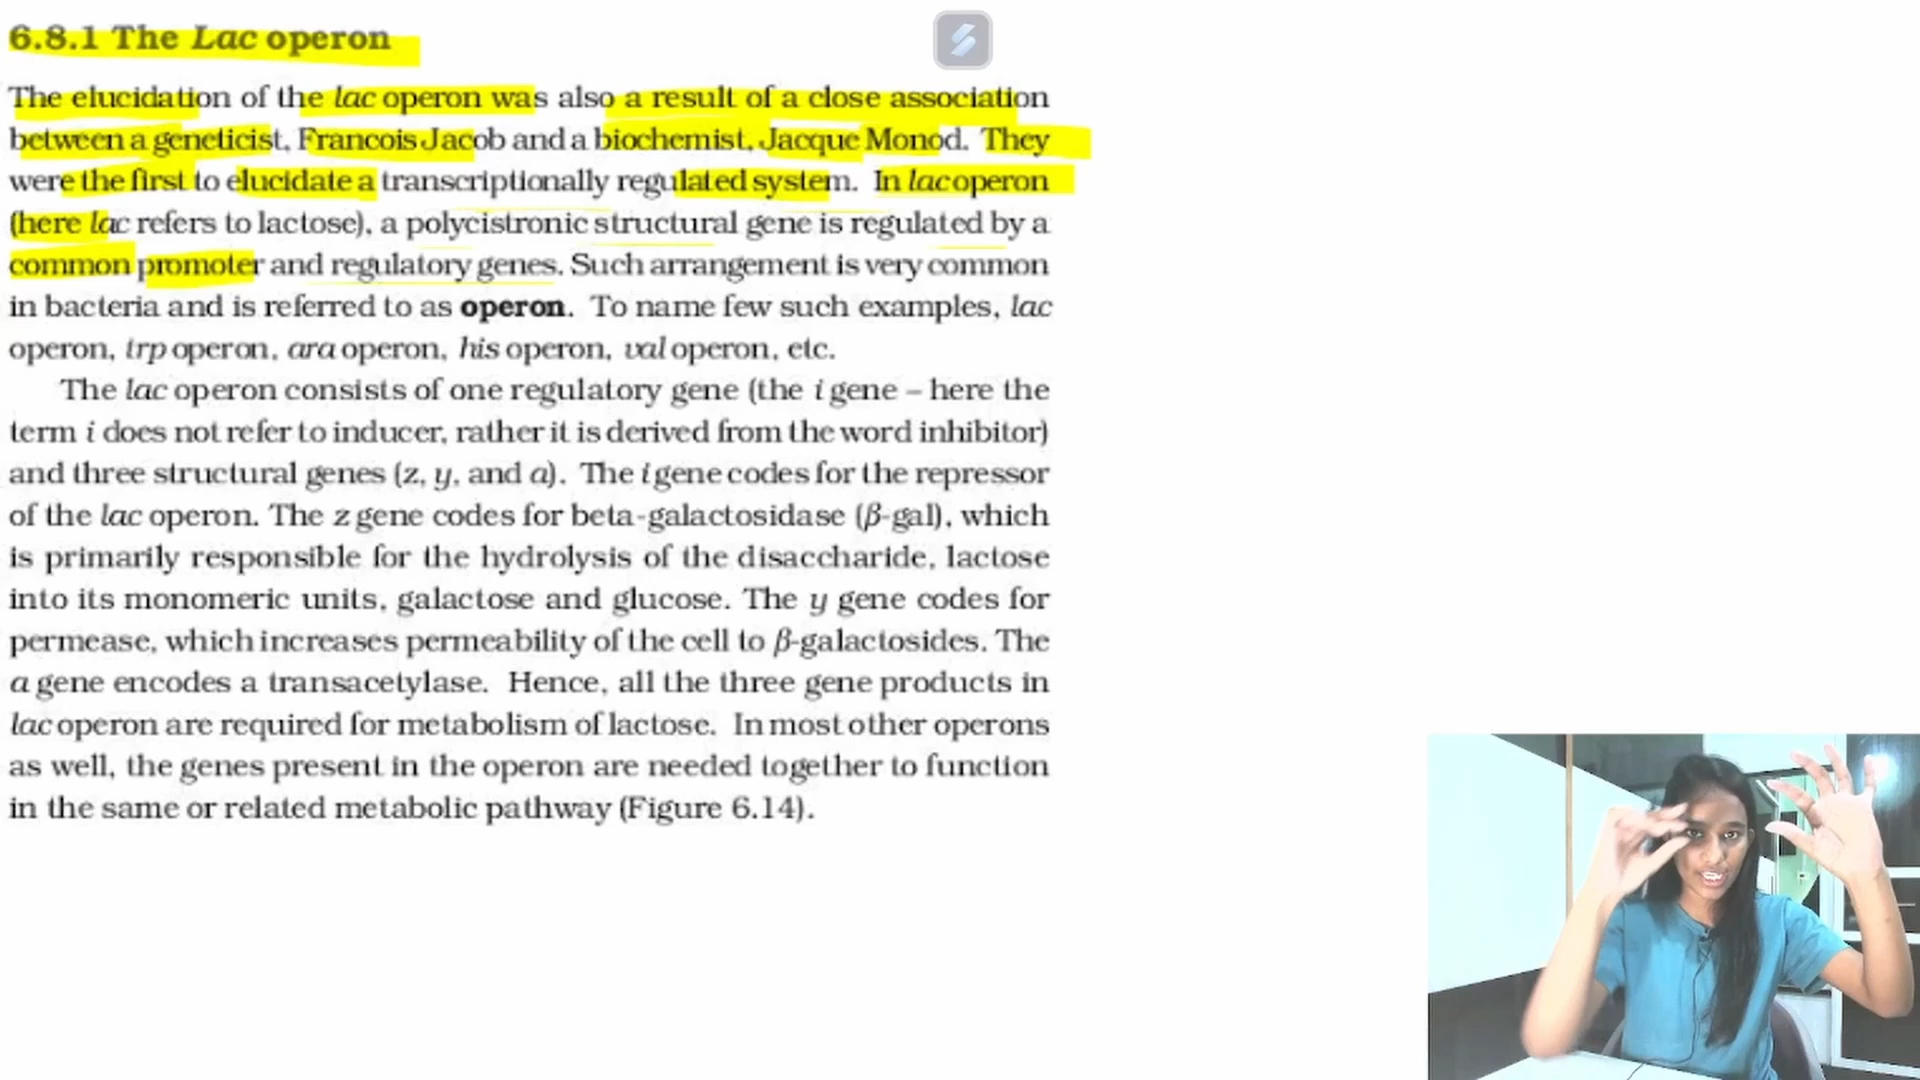 6.8.1 The Lac operon
The elucidation of the lac operon was also a result of a close association
between a geneticist, Francois Jacob and a biochemist, Jacque Monod. They
were the first to elucidate a transcriptionally regulated system. In lac operon
(here lac refers to lactose), a polycistronic structural gene is regulated by a
common promoter and regulatory genes. Such arrangement is very common
in bacteria and is referred to as operon. To name few such examples, lac
operon, trp operon, ara operon, his operon, val operon, etc.
The lac operon consists of one regulatory gene (the i gene – here the
term i does not refer to inducer, rather it is derived from the word inhibitor)
and three structural genes (z, y, and a). The i gene codes for the repressor
of the lac operon. The z gene codes for beta-galactosidase (β-gal), which
is primarily responsible for the hydrolysis of the disaccharide, lactose
into its monomeric units, galactose and glucose. The y gene codes for
permease, which increases permeability of the cell to β-galactosides. The
a gene encodes a transacetylase. Hence, all the three gene products in
lac operon are required for metabolism of lactose. In most other operons
as well, the genes present in the operon are needed together to function
in the same or related metabolic pathway (Figure 6.14).